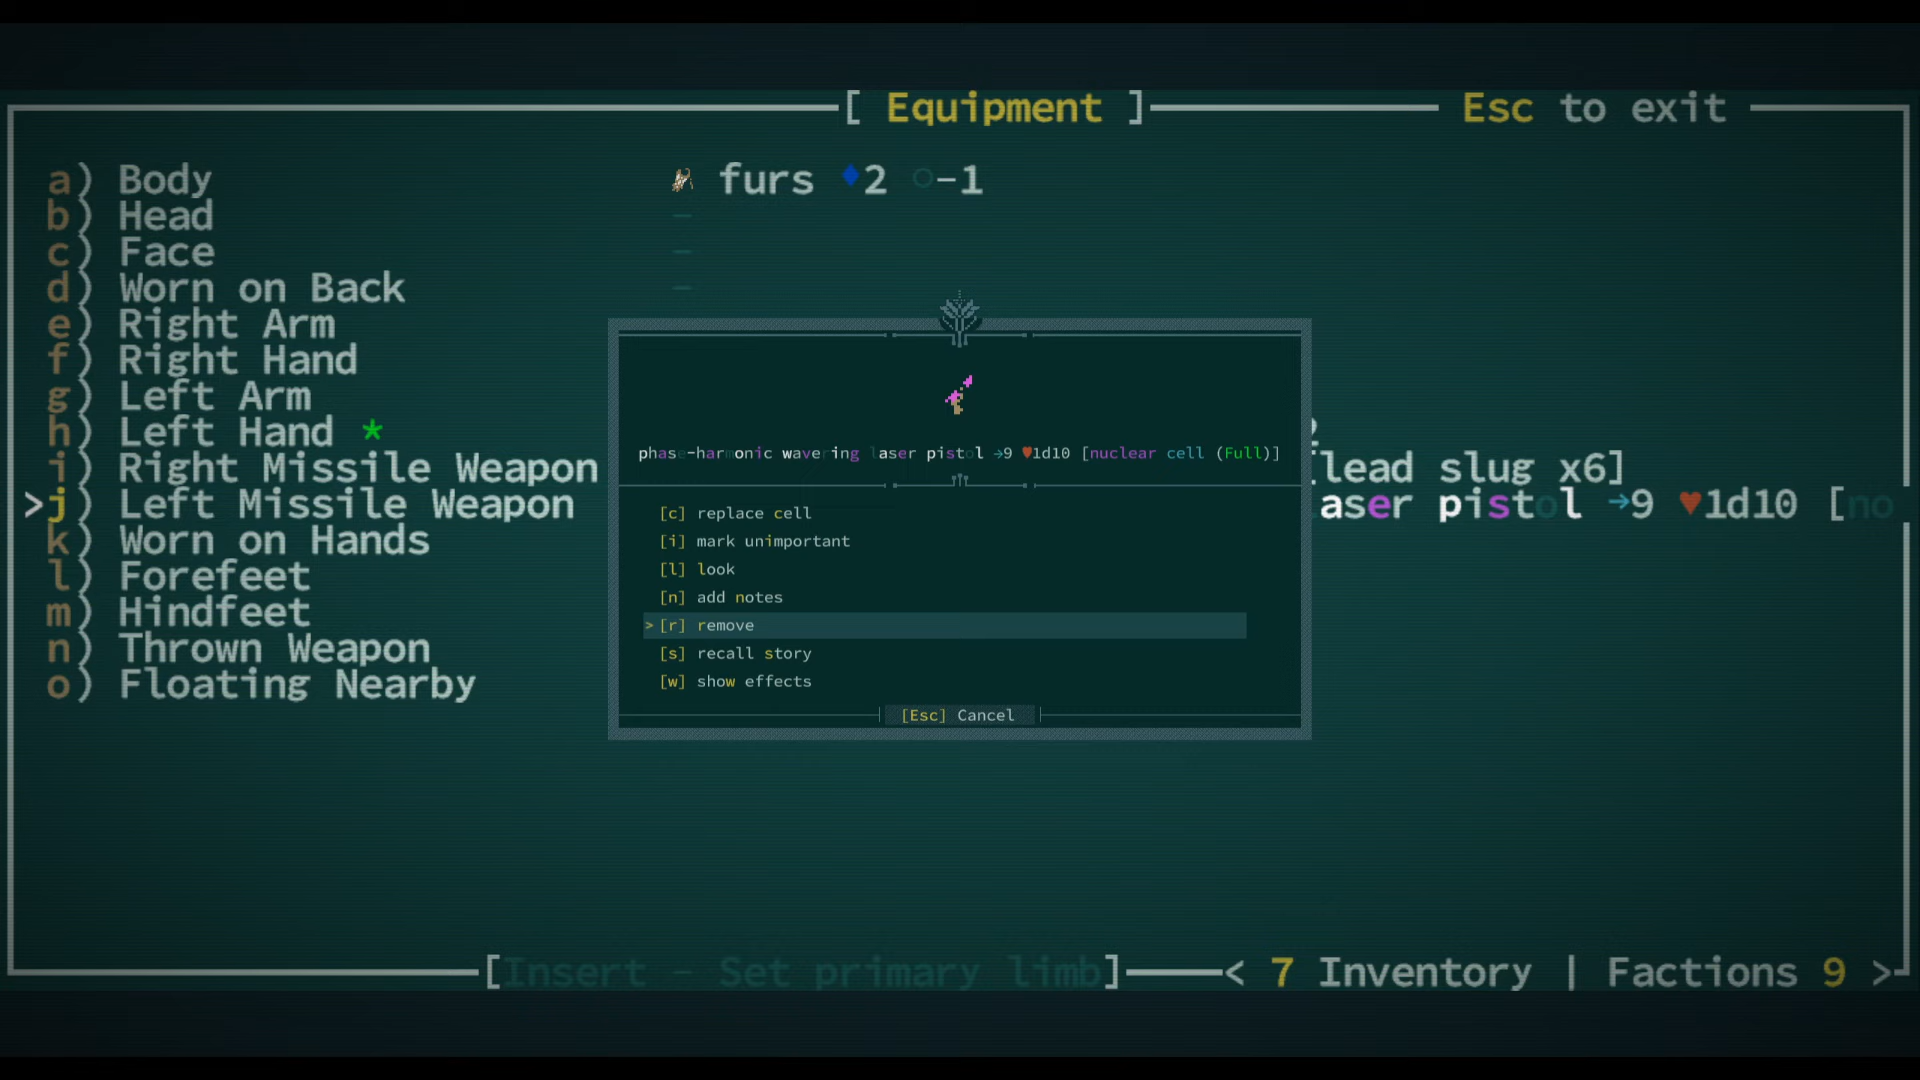 [ Equipment ] Esc to exit
a) Body furs ♦2 ○-1
b) Head -
c) Face -
d) Worn on Back -
e) Right Arm
f) Right Hand
g) Left Arm
h) Left Hand *
i) Right Missile Weapon [lead slug x6]
>j) Left Missile Weapon aser pistol →9 ♥1d10 [no
k) Worn on Hands
l) Forefeet
m) Hindfeet
n) Thrown Weapon
o) Floating Nearby
phase-harmonic wavering laser pistol →9 ♥1d10 [nuclear cell (Full)]
[c] replace cell
[i] mark unimportant
[l] look
[n] add notes
> [r] remove
[s] recall story
[w] show effects
[Esc] Cancel
[Insert - Set primary limb] < 7 Inventory | Factions 9 >